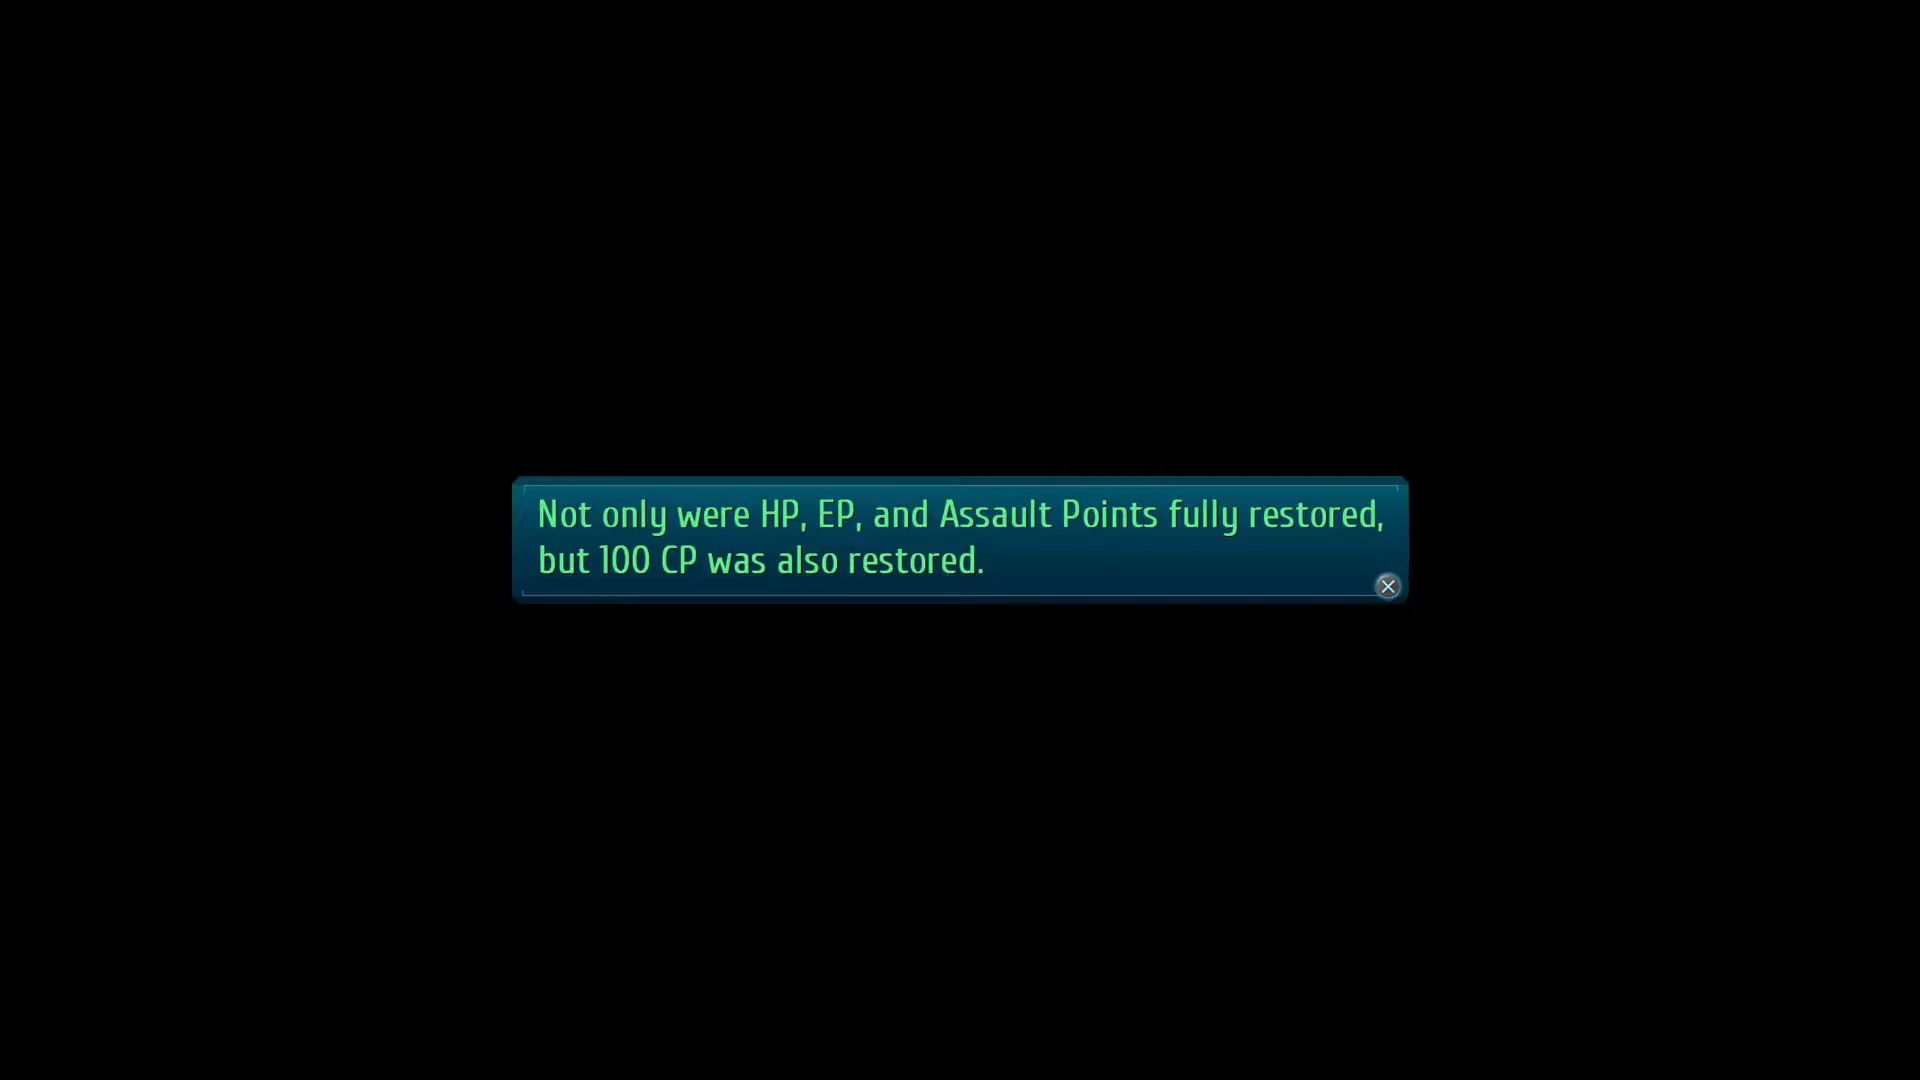 Not only were HP, EP, and Assault Points fully restored,
but 100 CP was also restored.